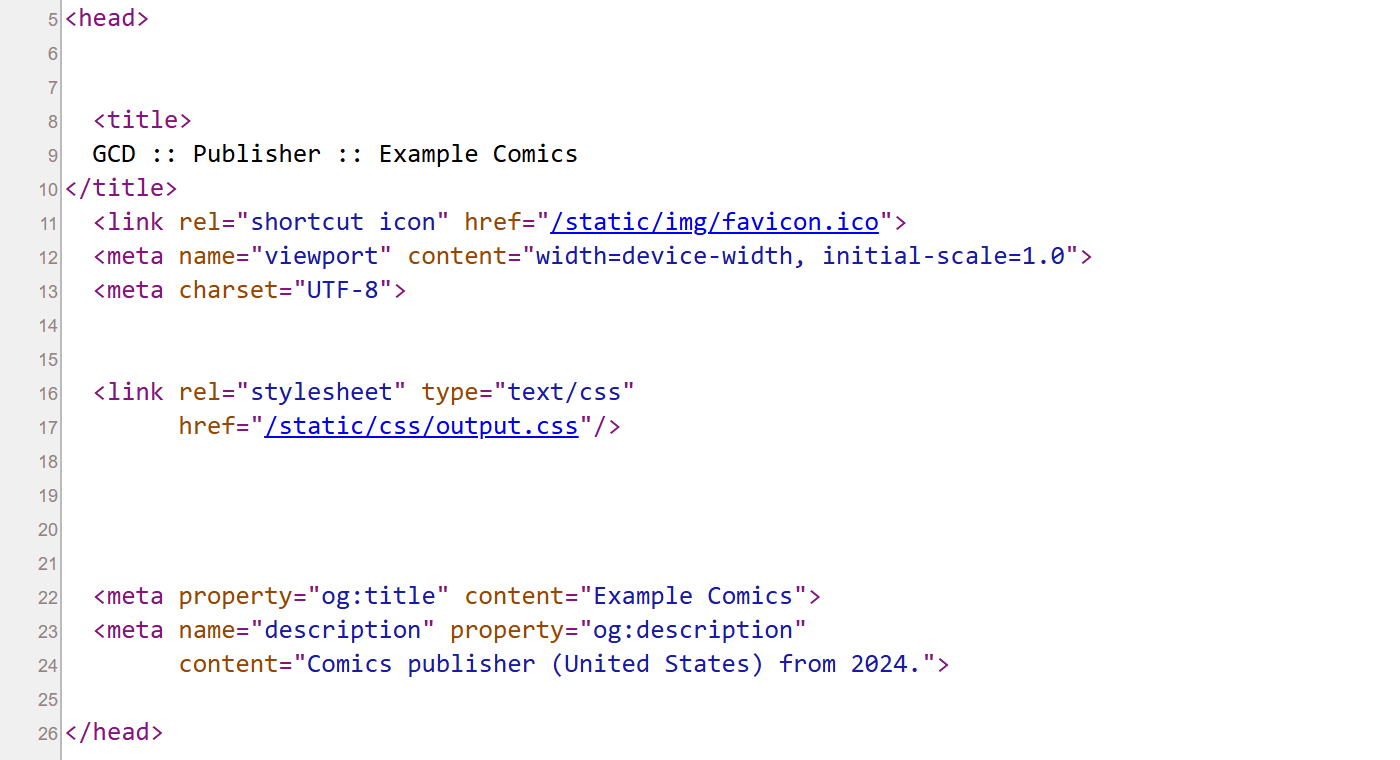 5 <head>
6
7
8   <title>
9   GCD :: Publisher :: Example Comics
10 </title>
11   <link rel="shortcut icon" href="/static/img/favicon.ico">
12   <meta name="viewport" content="width=device-width, initial-scale=1.0">
13   <meta charset="UTF-8">
14
15
16   <link rel="stylesheet" type="text/css"
17         href="/static/css/output.css"/>
18
19
20
21
22   <meta property="og:title" content="Example Comics">
23   <meta name="description" property="og:description"
24         content="Comics publisher (United States) from 2024.">
25
26 </head>